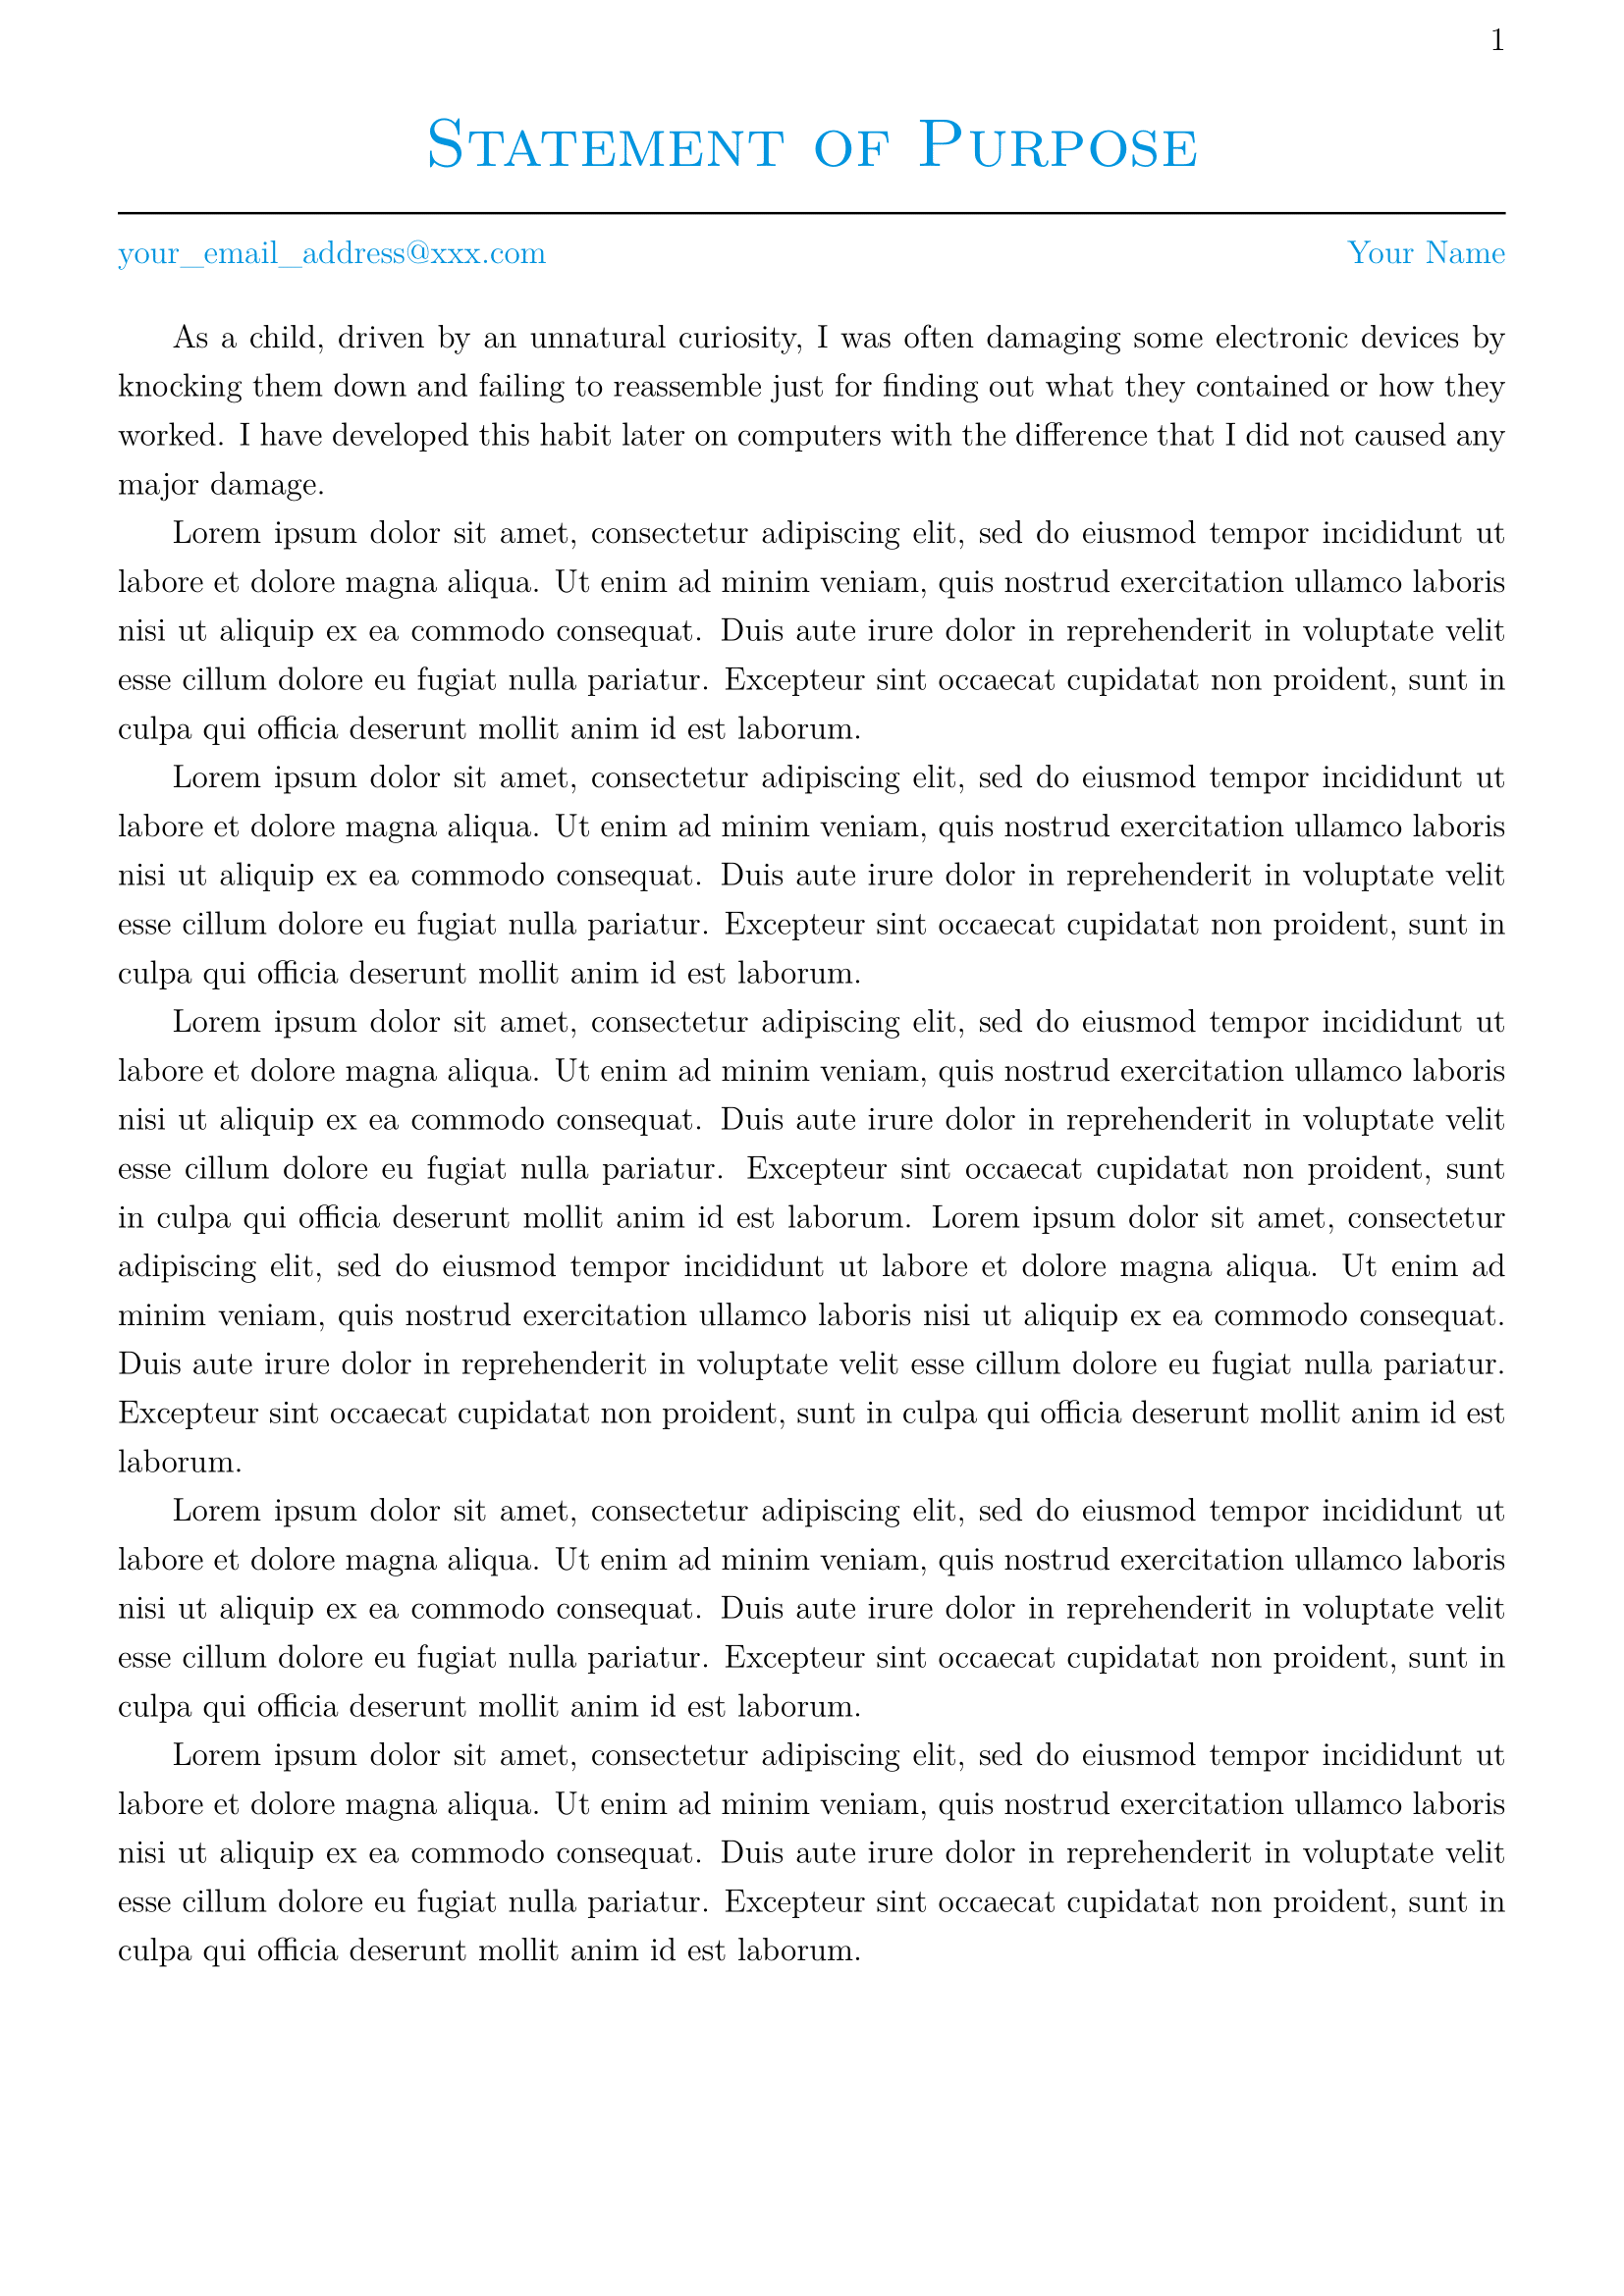 1
Statement of Purpose
your_email_address@xxx.com Your Name
As a child, driven by an unnatural curiosity, I was often damaging some electronic devices by
knocking them down and failing to reassemble just for finding out what they contained or how they
worked. I have developed this habit later on computers with the difference that I did not caused any
major damage.
Lorem ipsum dolor sit amet, consectetur adipiscing elit, sed do eiusmod tempor incididunt ut
labore et dolore magna aliqua. Ut enim ad minim veniam, quis nostrud exercitation ullamco laboris
nisi ut aliquip ex ea commodo consequat. Duis aute irure dolor in reprehenderit in voluptate velit
esse cillum dolore eu fugiat nulla pariatur. Excepteur sint occaecat cupidatat non proident, sunt in
culpa qui officia deserunt mollit anim id est laborum.
Lorem ipsum dolor sit amet, consectetur adipiscing elit, sed do eiusmod tempor incididunt ut
labore et dolore magna aliqua. Ut enim ad minim veniam, quis nostrud exercitation ullamco laboris
nisi ut aliquip ex ea commodo consequat. Duis aute irure dolor in reprehenderit in voluptate velit
esse cillum dolore eu fugiat nulla pariatur. Excepteur sint occaecat cupidatat non proident, sunt in
culpa qui officia deserunt mollit anim id est laborum.
Lorem ipsum dolor sit amet, consectetur adipiscing elit, sed do eiusmod tempor incididunt ut
labore et dolore magna aliqua. Ut enim ad minim veniam, quis nostrud exercitation ullamco laboris
nisi ut aliquip ex ea commodo consequat. Duis aute irure dolor in reprehenderit in voluptate velit
esse cillum dolore eu fugiat nulla pariatur. Excepteur sint occaecat cupidatat non proident, sunt
in culpa qui officia deserunt mollit anim id est laborum. Lorem ipsum dolor sit amet, consectetur
adipiscing elit, sed do eiusmod tempor incididunt ut labore et dolore magna aliqua. Ut enim ad
minim veniam, quis nostrud exercitation ullamco laboris nisi ut aliquip ex ea commodo consequat.
Duis aute irure dolor in reprehenderit in voluptate velit esse cillum dolore eu fugiat nulla pariatur.
Excepteur sint occaecat cupidatat non proident, sunt in culpa qui officia deserunt mollit anim id est
laborum.
Lorem ipsum dolor sit amet, consectetur adipiscing elit, sed do eiusmod tempor incididunt ut
labore et dolore magna aliqua. Ut enim ad minim veniam, quis nostrud exercitation ullamco laboris
nisi ut aliquip ex ea commodo consequat. Duis aute irure dolor in reprehenderit in voluptate velit
esse cillum dolore eu fugiat nulla pariatur. Excepteur sint occaecat cupidatat non proident, sunt in
culpa qui officia deserunt mollit anim id est laborum.
Lorem ipsum dolor sit amet, consectetur adipiscing elit, sed do eiusmod tempor incididunt ut
labore et dolore magna aliqua. Ut enim ad minim veniam, quis nostrud exercitation ullamco laboris
nisi ut aliquip ex ea commodo consequat. Duis aute irure dolor in reprehenderit in voluptate velit
esse cillum dolore eu fugiat nulla pariatur. Excepteur sint occaecat cupidatat non proident, sunt in
culpa qui officia deserunt mollit anim id est laborum.